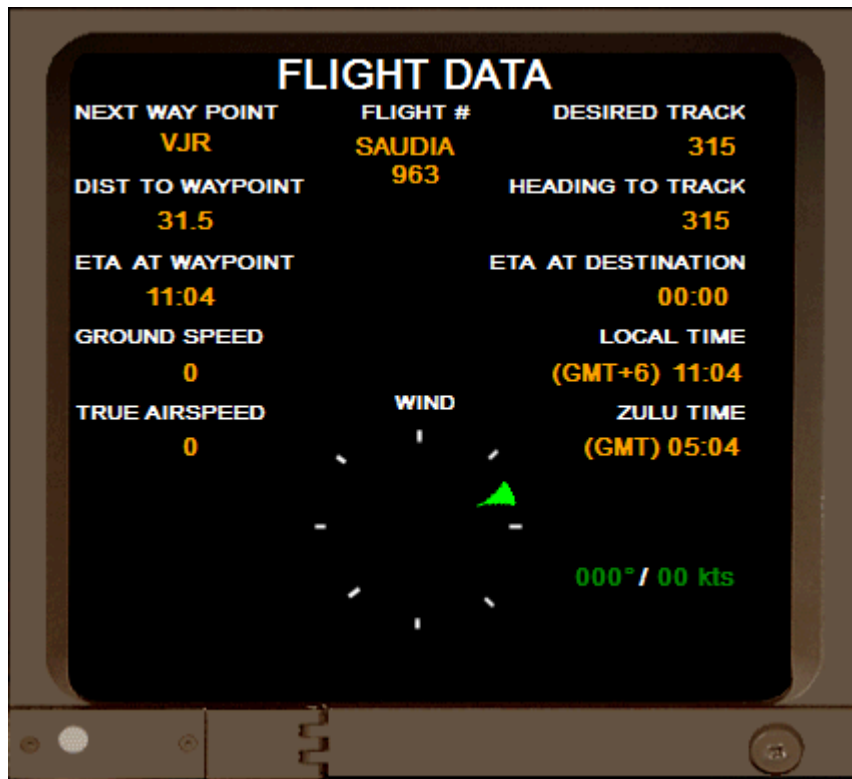 FLIGHT DATA
NEXT WAY POINT
VJR
FLIGHT #
SAUDIA
963
DESIRED TRACK
315
DIST TO WAYPOINT
31.5
HEADING TO TRACK
315
ETA AT WAYPOINT
11:04
ETA AT DESTINATION
00:00
GROUND SPEED
0
LOCAL TIME
(GMT+6) 11:04
TRUE AIRSPEED
0
WIND
ZULU TIME
(GMT) 05:04
000°/ 00 kts